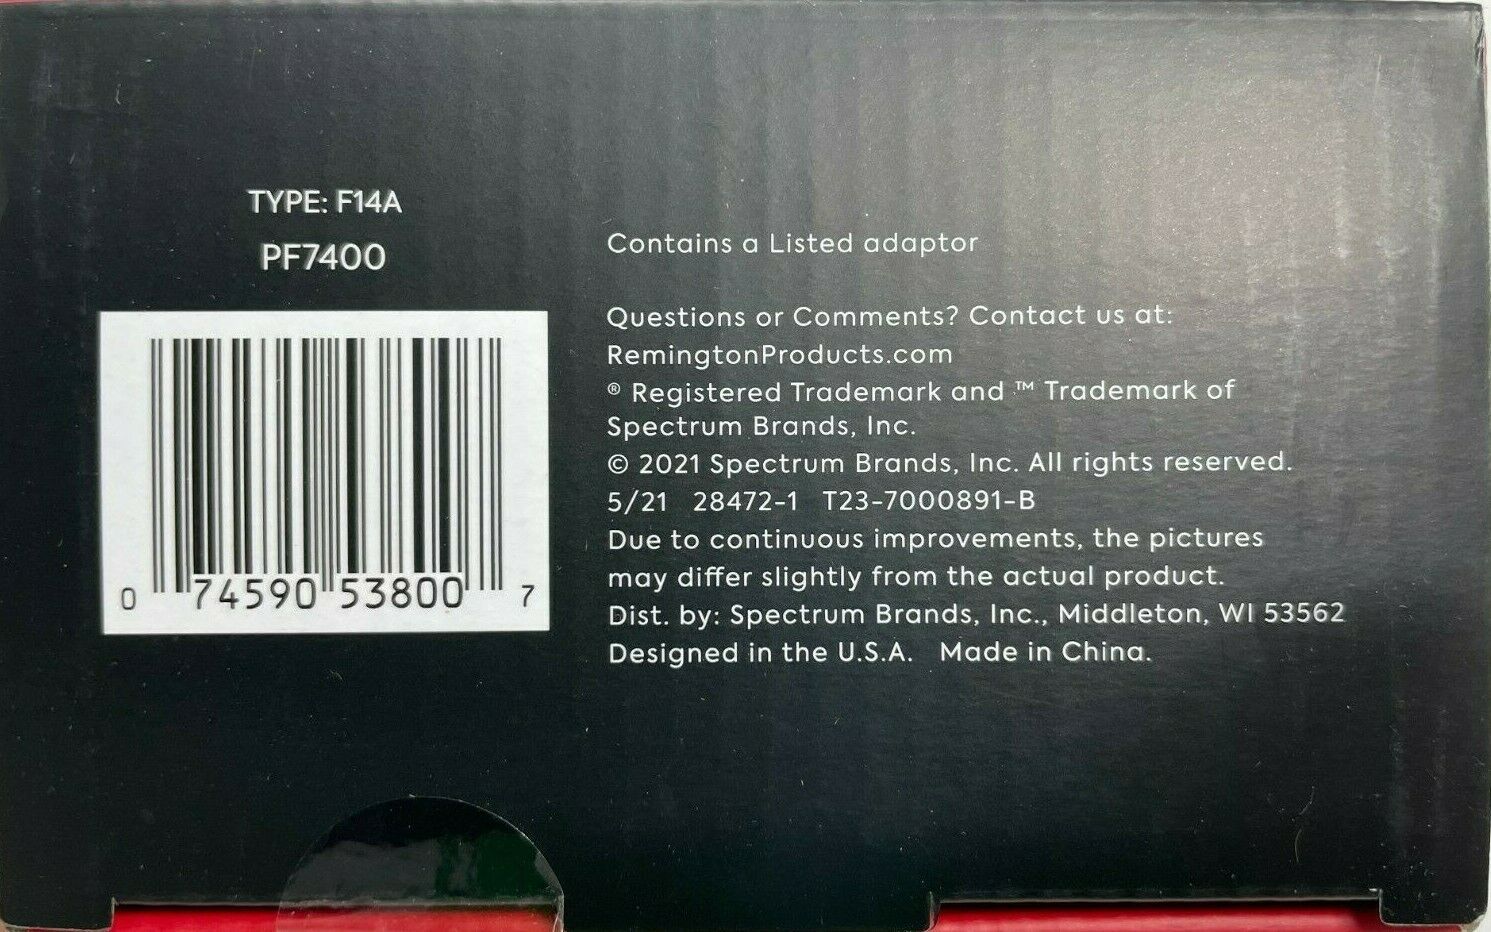 TYPE: F14A
PF7400
0 74590 53800 7
Contains a Listed adaptor
Questions or Comments? Contact us at:
RemingtonProducts.com
® Registered Trademark and ™ Trademark of
Spectrum Brands, Inc.
© 2021 Spectrum Brands, Inc. All rights reserved.
5/21 28472-1 T23-7000891-B
Due to continuous improvements, the pictures
may differ slightly from the actual product.
Dist. by: Spectrum Brands, Inc., Middleton, WI 53562
Designed in the U.S.A. Made in China.